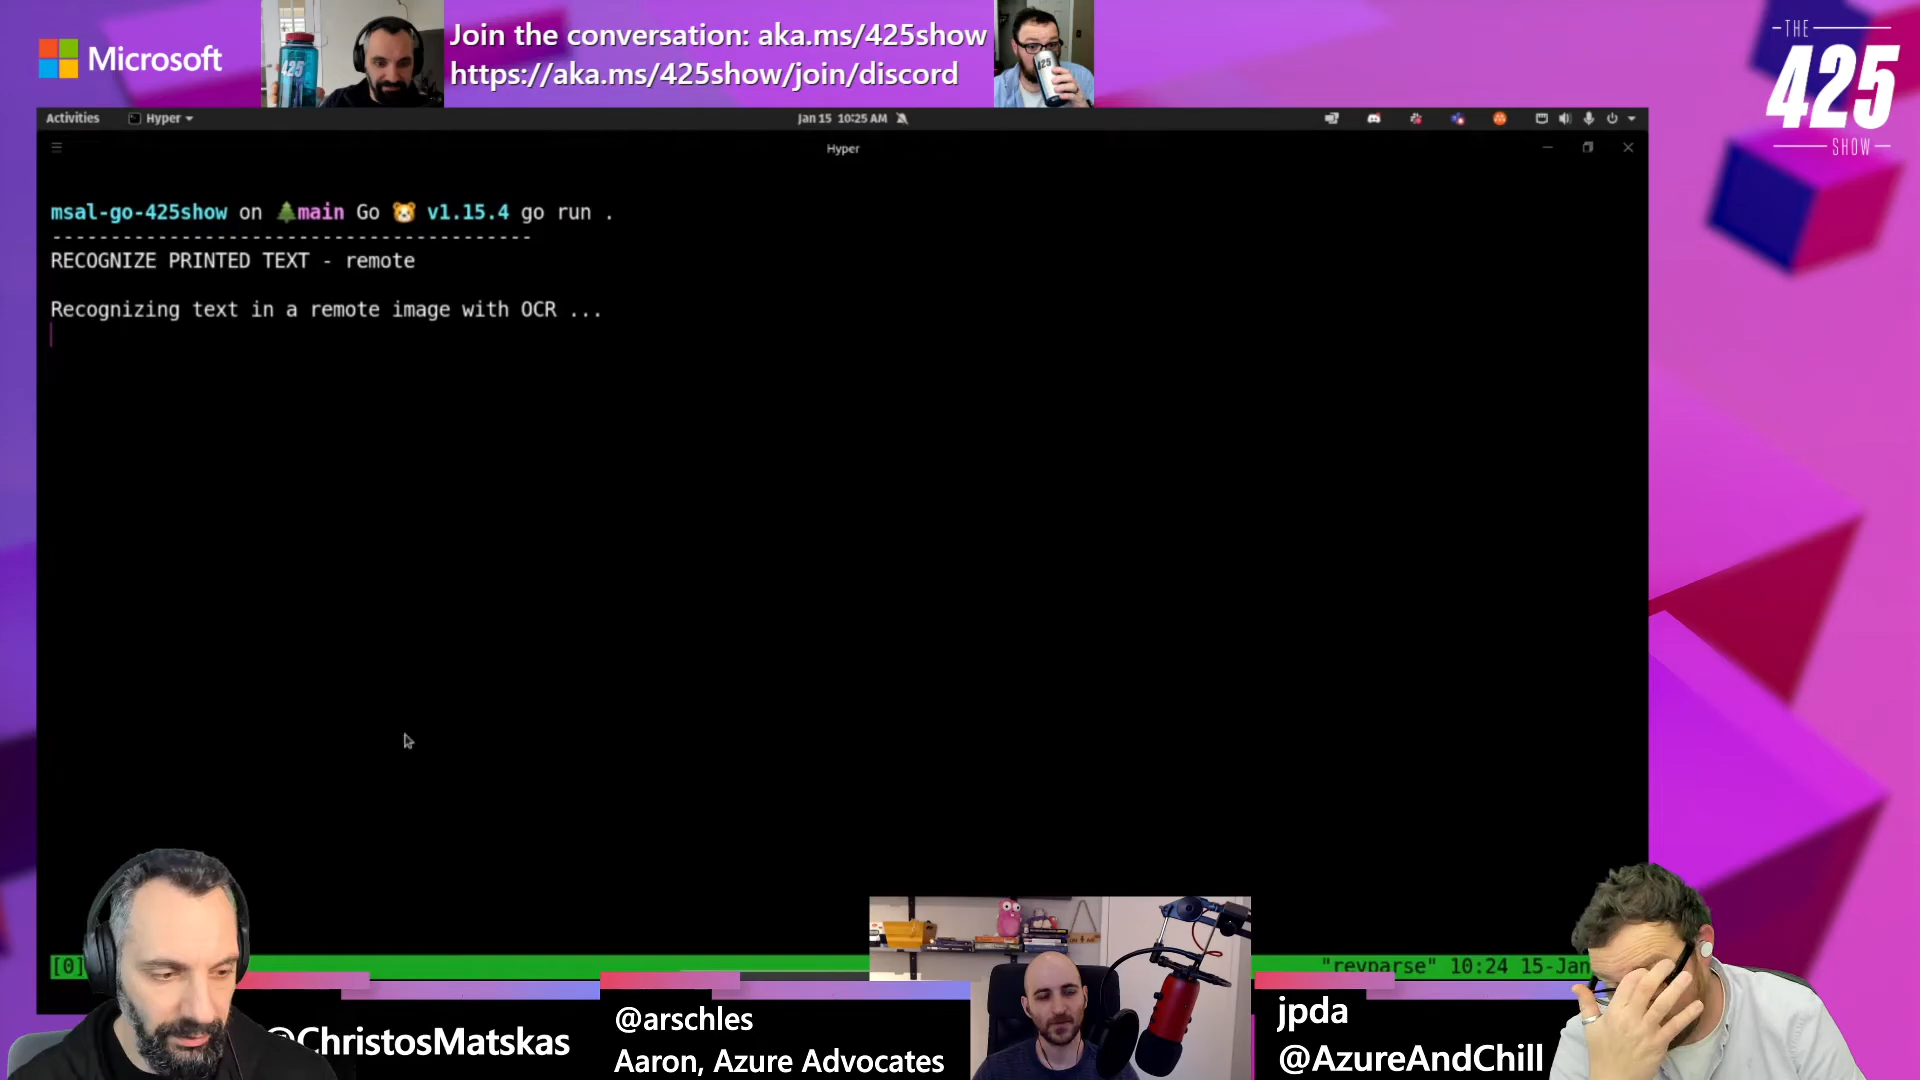 Microsoft
425
Join the conversation: aka.ms/425show
https://aka.ms/425show/join/discord
425
THE
425
SHOW
Activities
Hyper
Jan 15 10:25 AM
Hyper
msal-go-425show on 🌲main Go 🐹 v1.15.4 go run .
----------------------------------------
RECOGNIZE PRINTED TEXT - remote
Recognizing text in a remote image with OCR ...
[0]
"revparse" 10:24 15-Jan
@ChristosMatskas
@arschles
Aaron, Azure Advocates
jpda
@AzureAndChill